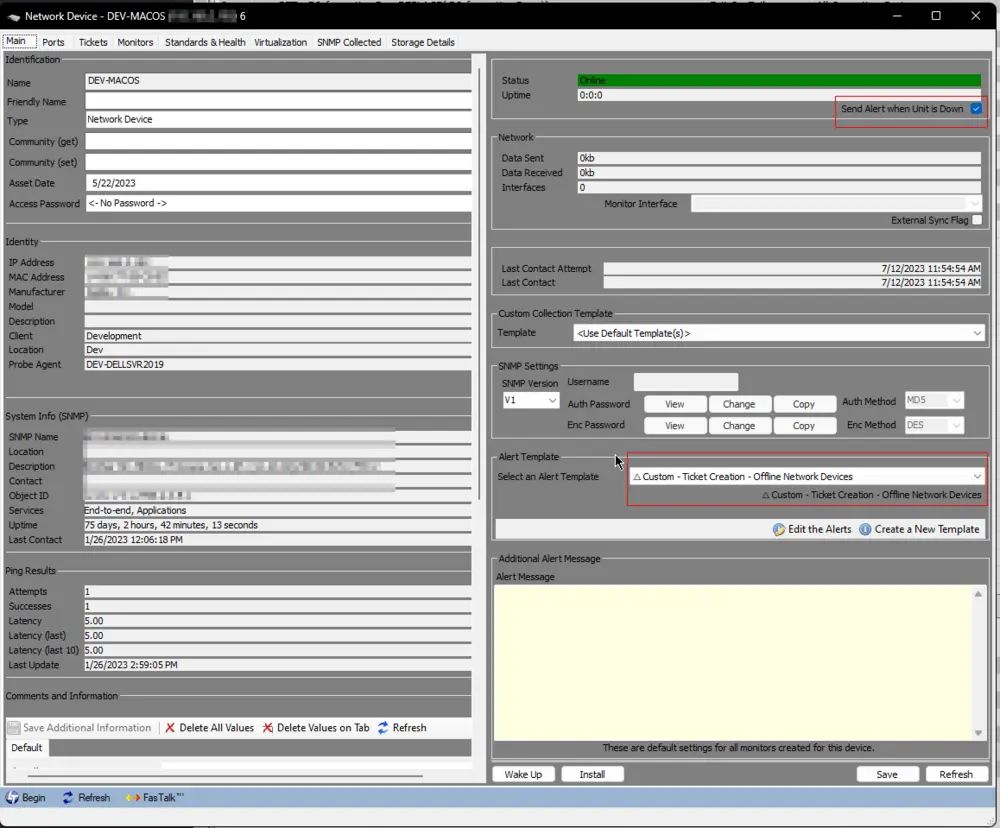 Network Device - DEV-MACOS 6
Main Ports Tickets Monitors Standards & Health Virtualization SNMP Collected Storage Details
Identification
Name DEV-MACOS
Friendly Name
Type Network Device
Community (get)
Community (set)
Asset Date 5/22/2023
Access Password <- No Password ->
Identity
IP Address
MAC Address
Manufacturer
Model
Description
Client Development
Location Dev
Probe Agent DEV-DELLSVR2019
System Info (SNMP)
SNMP Name
Location
Description
Contact
Object ID
Services End-to-end, Applications
Uptime 75 days, 2 hours, 42 minutes, 13 seconds
Last Contact 1/26/2023 12:06:18 PM
Ping Results
Attempts 1
Successes 1
Latency 5.00
Latency (last) 5.00
Latency (last 10) 5.00
Last Update 1/26/2023 2:59:05 PM
Comments and Information
Save Additional Information Delete All Values Delete Values on Tab Refresh
Default
Status Online
Uptime 0:0:0
Send Alert when Unit is Down
Network
Data Sent 0kb
Data Received 0kb
Interfaces 0
Monitor Interface
External Sync Flag
Last Contact Attempt 7/12/2023 11:54:54 AM
Last Contact 7/12/2023 11:54:54 AM
Custom Collection Template
Template <Use Default Template(s)>
SNMP Settings
SNMP Version Username
V1 Auth Password View Change Copy Auth Method MD5
Enc Password View Change Copy Enc Method DES
Alert Template
Select an Alert Template △ Custom - Ticket Creation - Offline Network Devices
△ Custom - Ticket Creation - Offline Network Devices
Edit the Alerts Create a New Template
Additional Alert Message
Alert Message
These are default settings for all monitors created for this device.
Wake Up Install Save Refresh
Begin Refresh FasTalk™